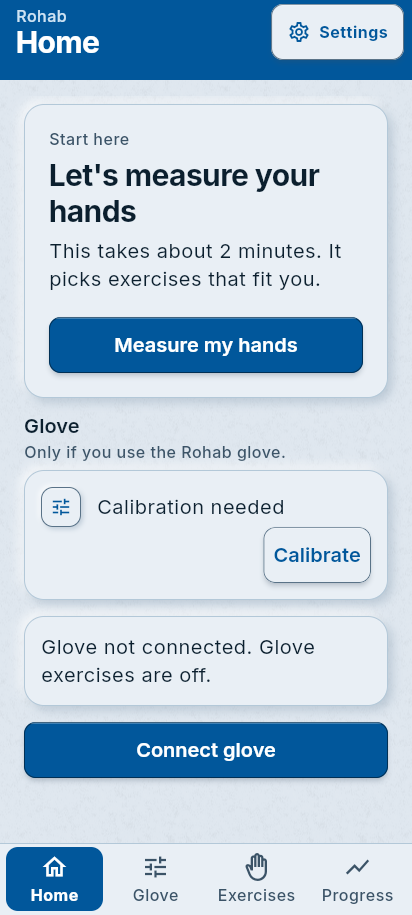 Rohab
Home
Settings
Start here
Let's measure your
hands
This takes about 2 minutes. It
picks exercises that fit you.
Measure my hands
Glove
Only if you use the Rohab glove.
Calibration needed
Calibrate
Glove not connected. Glove
exercises are off.
Connect glove
Home
Glove
Exercises
Progress